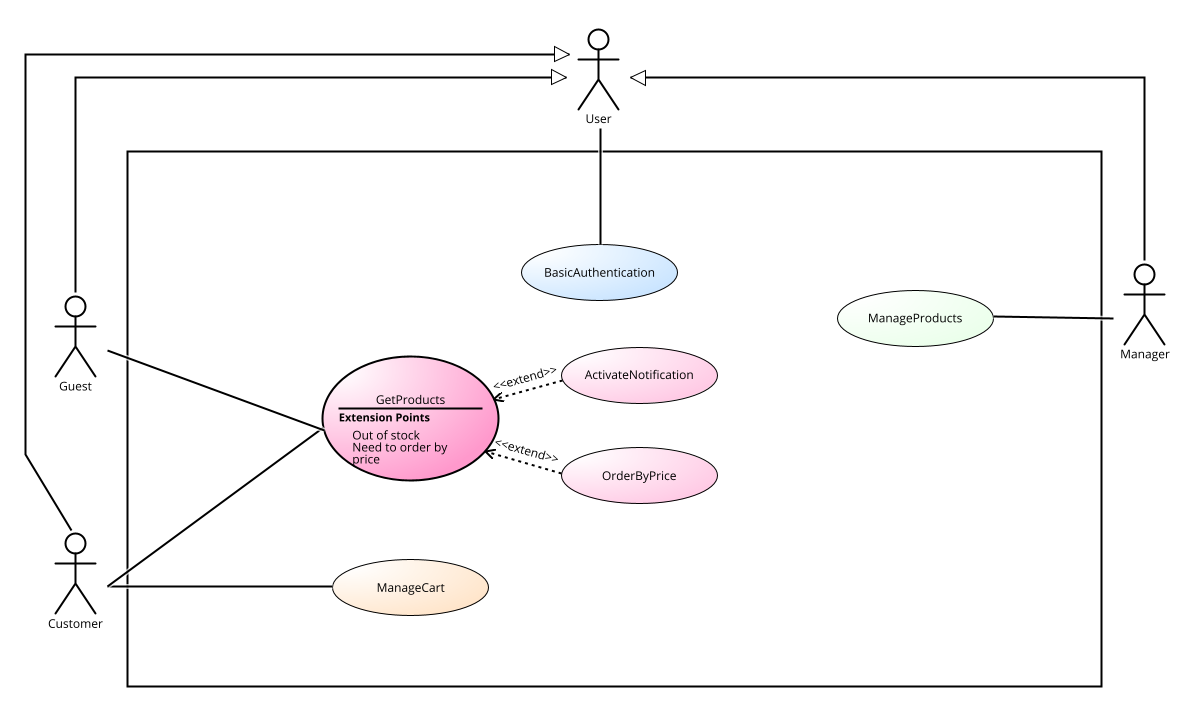 User
BasicAuthentication
ManageProducts
Manager
Guest
<<extend>>
ActivateNotification
GetProducts
Extension Points
Out of stock
Need to order by
price
<<extend>>
OrderByPrice
ManageCart
Customer